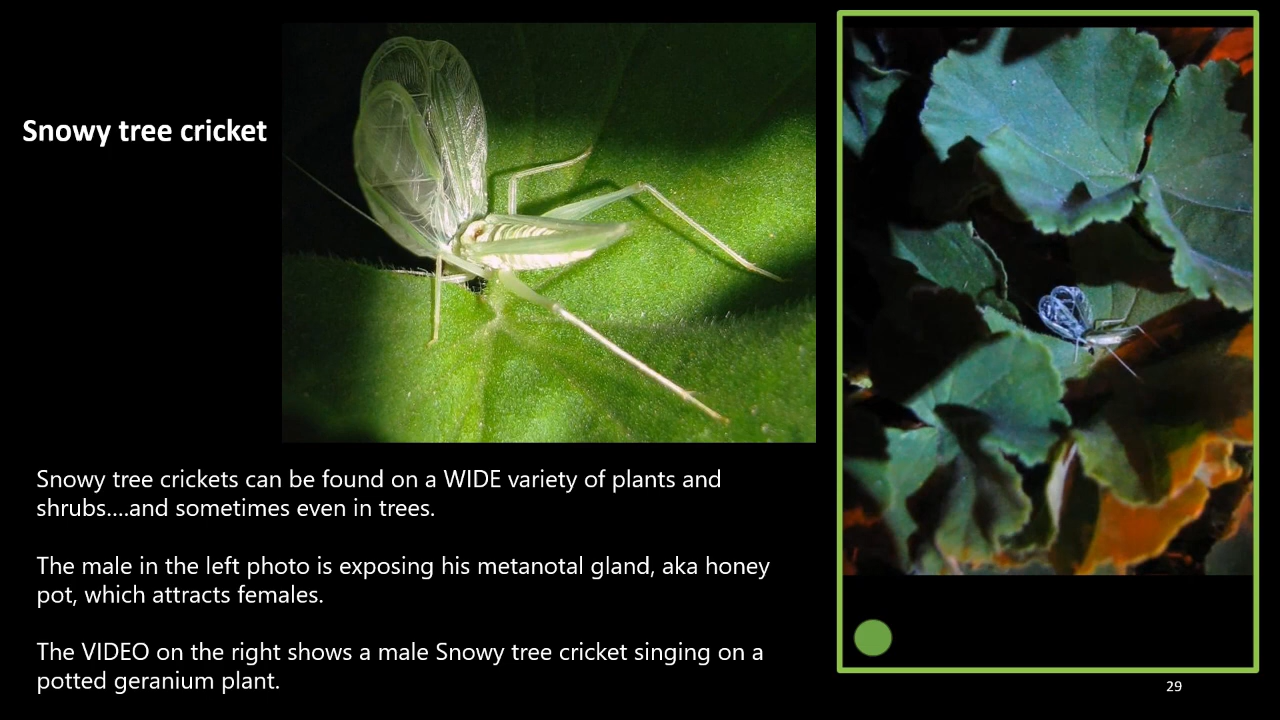 Snowy tree cricket
Snowy tree crickets can be found on a WIDE variety of plants and
shrubs....and sometimes even in trees.
The male in the left photo is exposing his metanotal gland, aka honey
pot, which attracts females.
The VIDEO on the right shows a male Snowy tree cricket singing on a
potted geranium plant.
29